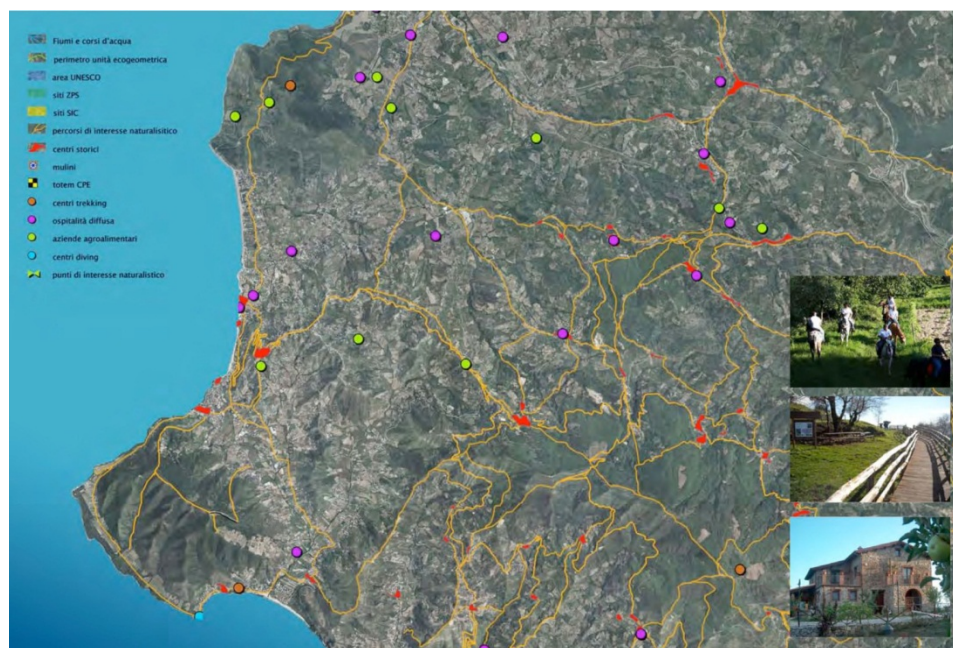 Fiumi e corsi d'acqua
perimetro unità ecogeometrica
area UNESCO
siti ZPS
siti SIC
percorsi di interesse naturalisitico
centri storici
mulini
totem CPE
centri trekking
ospitalità diffusa
aziende agroalimentari
centri diving
punti di interesse naturalistico